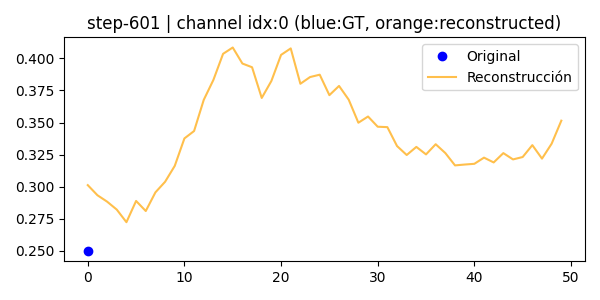 step-601 | channel idx:0 (blue:GT, orange:reconstructed)
Original
Reconstrucción
0.400
0.375
0.350
0.325
0.300
0.275
0.250
0 10 20 30 40 50